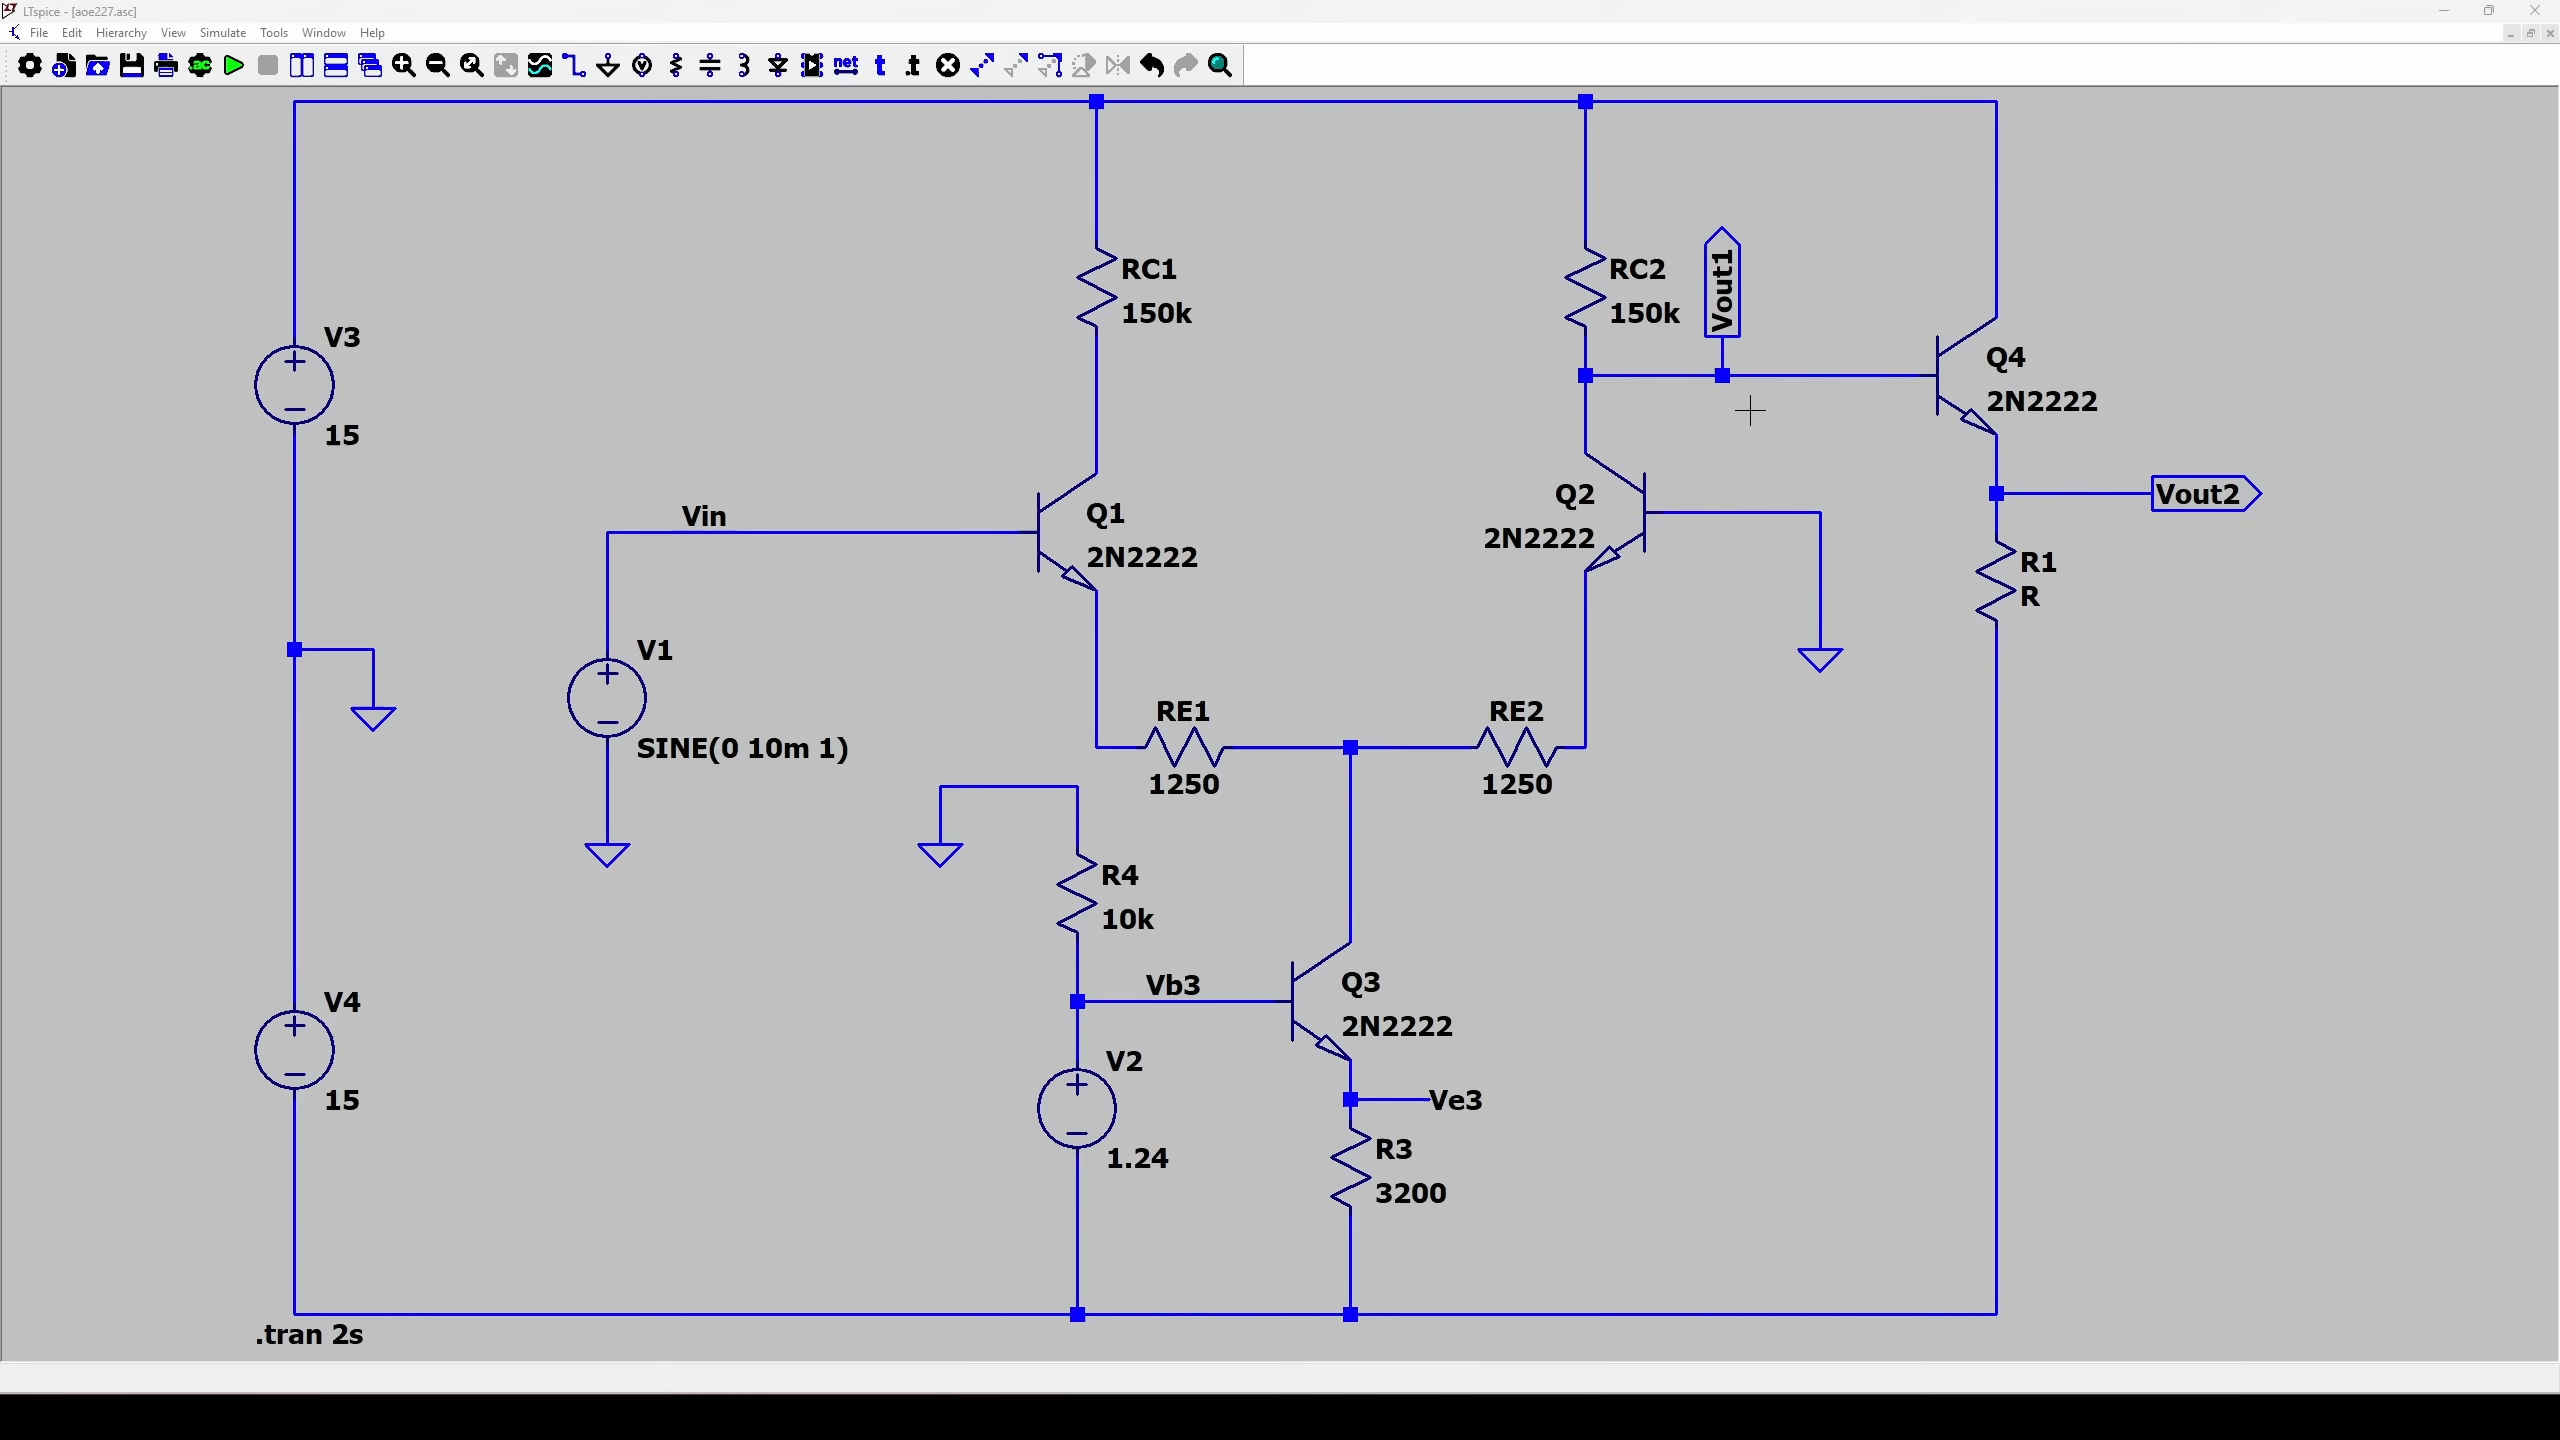 LTspice - [aoe227.asc]
File Edit Hierarchy View Simulate Tools Window Help
.ac net t .t
RC1
150k
RC2
150k
Vout1
V3
15
Q4
2N2222
Vin
Q1
2N2222
Q2
2N2222
Vout2
R1
R
V1
SINE(0 10m 1)
RE1
1250
RE2
1250
R4
10k
Vb3
Q3
2N2222
V4
15
V2
1.24
Ve3
R3
3200
.tran 2s